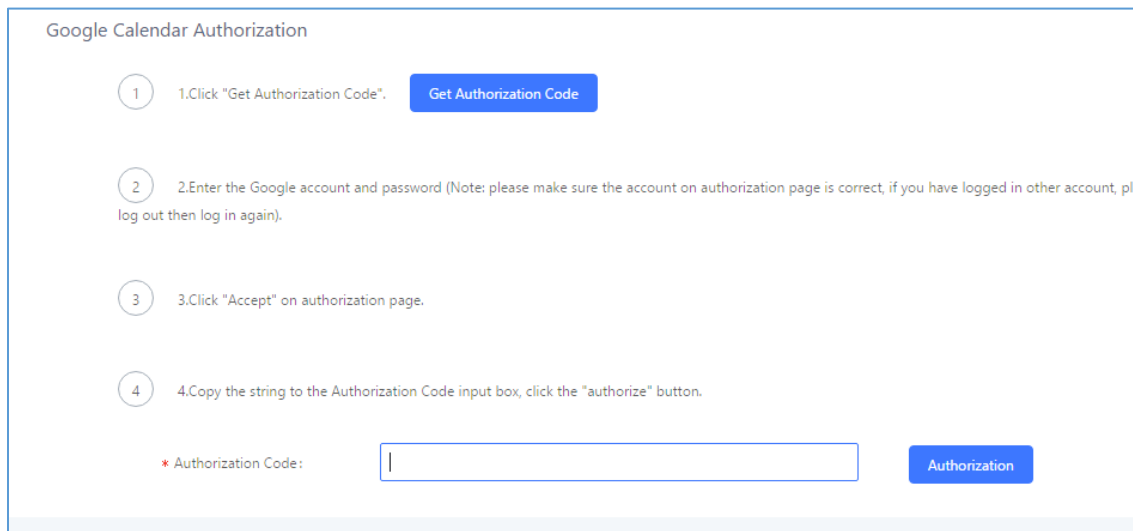 Google Calendar Authorization
1 1.Click "Get Authorization Code". Get Authorization Code
2 2.Enter the Google account and password (Note: please make sure the account on authorization page is correct, if you have logged in other account,
log out then log in again).
3 3.Click "Accept" on authorization page.
4 4.Copy the string to the Authorization Code input box, click the "authorize" button.
* Authorization Code: Authorization